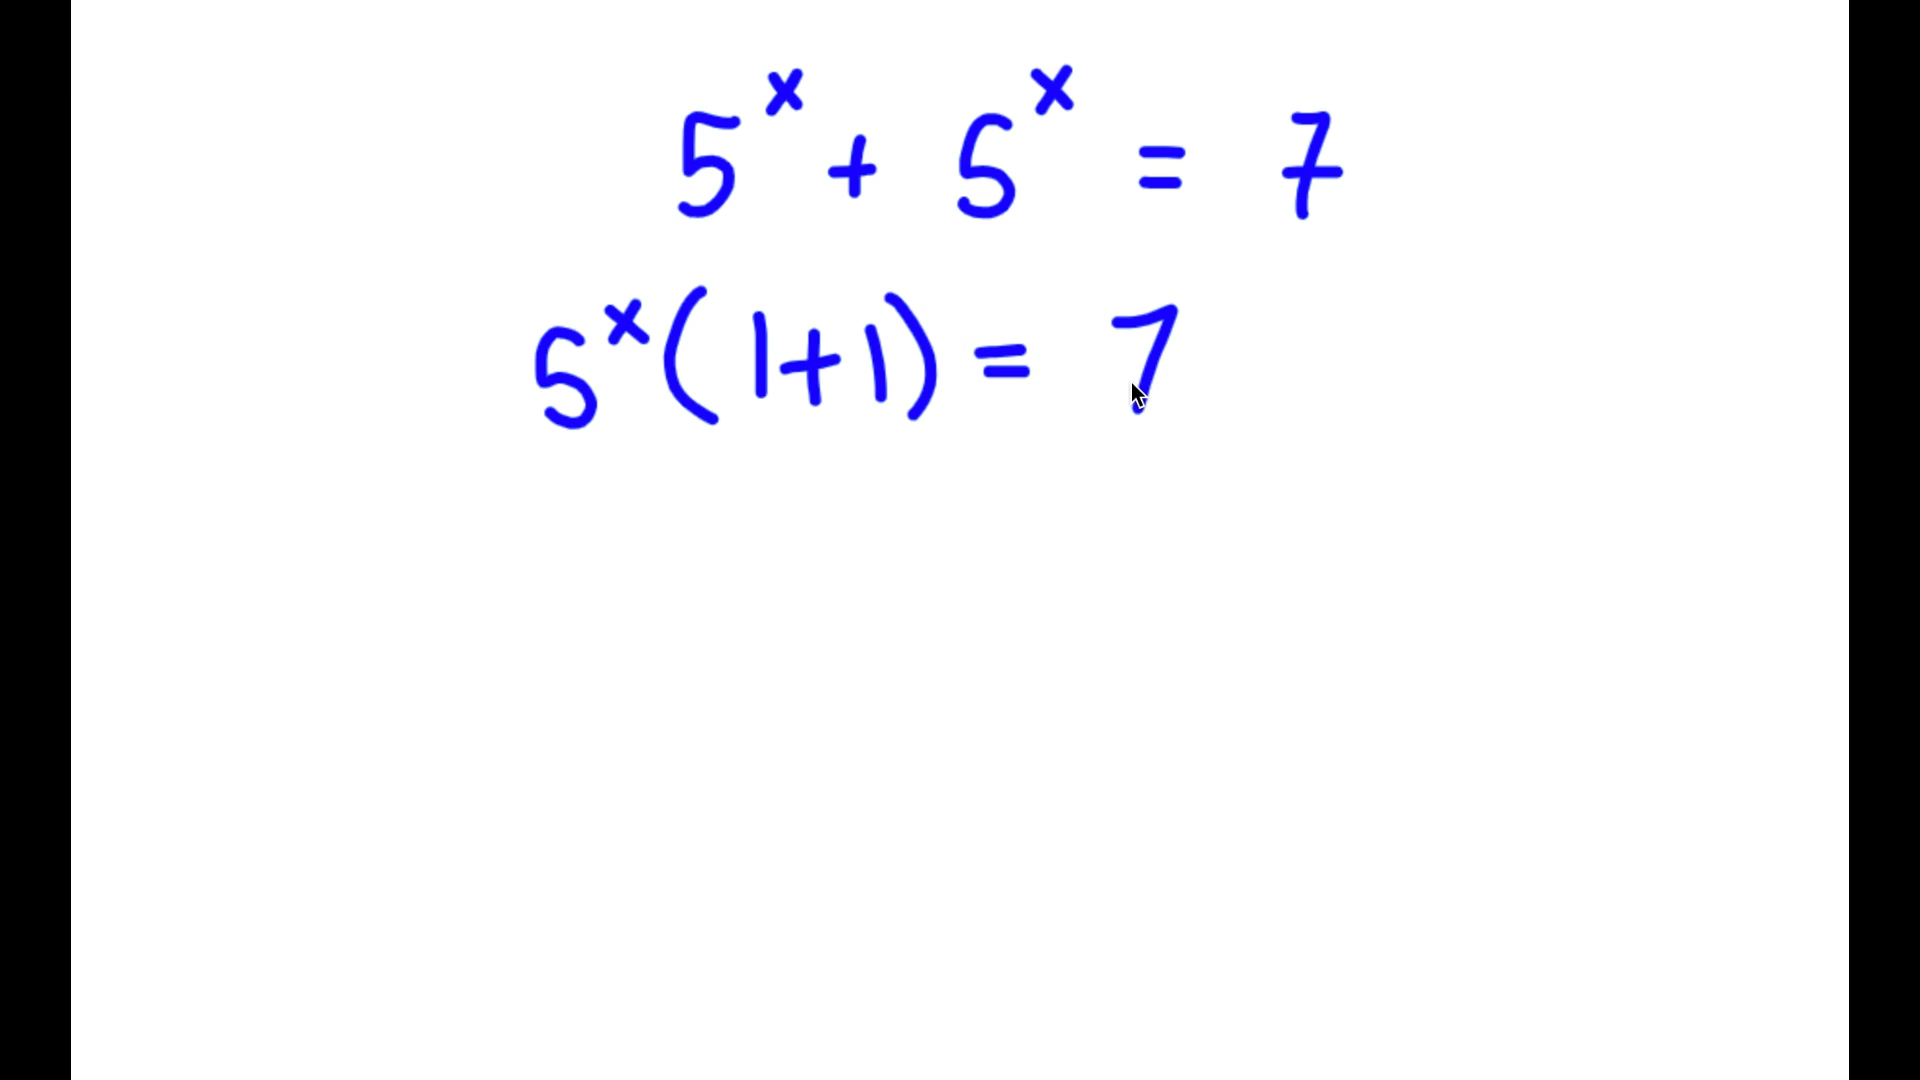 5^x + 5^x = 7
5^x(1+1) = 7